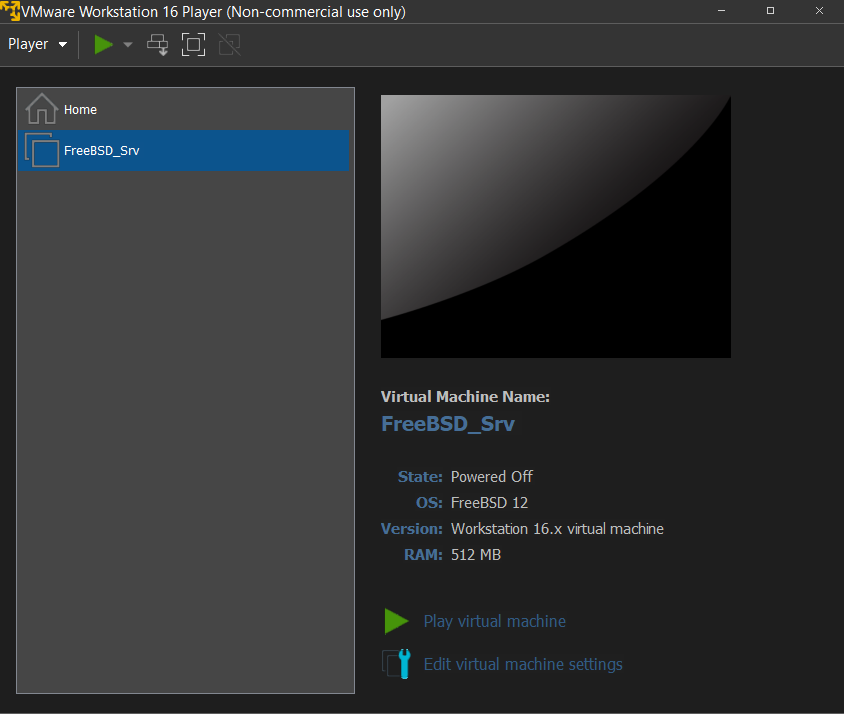 VMware Workstation 16 Player (Non-commercial use only)
Player
Home
FreeBSD_Srv
Virtual Machine Name:
FreeBSD_Srv
State: Powered Off
OS: FreeBSD 12
Version: Workstation 16.x virtual machine
RAM: 512 MB
Play virtual machine
Edit virtual machine settings